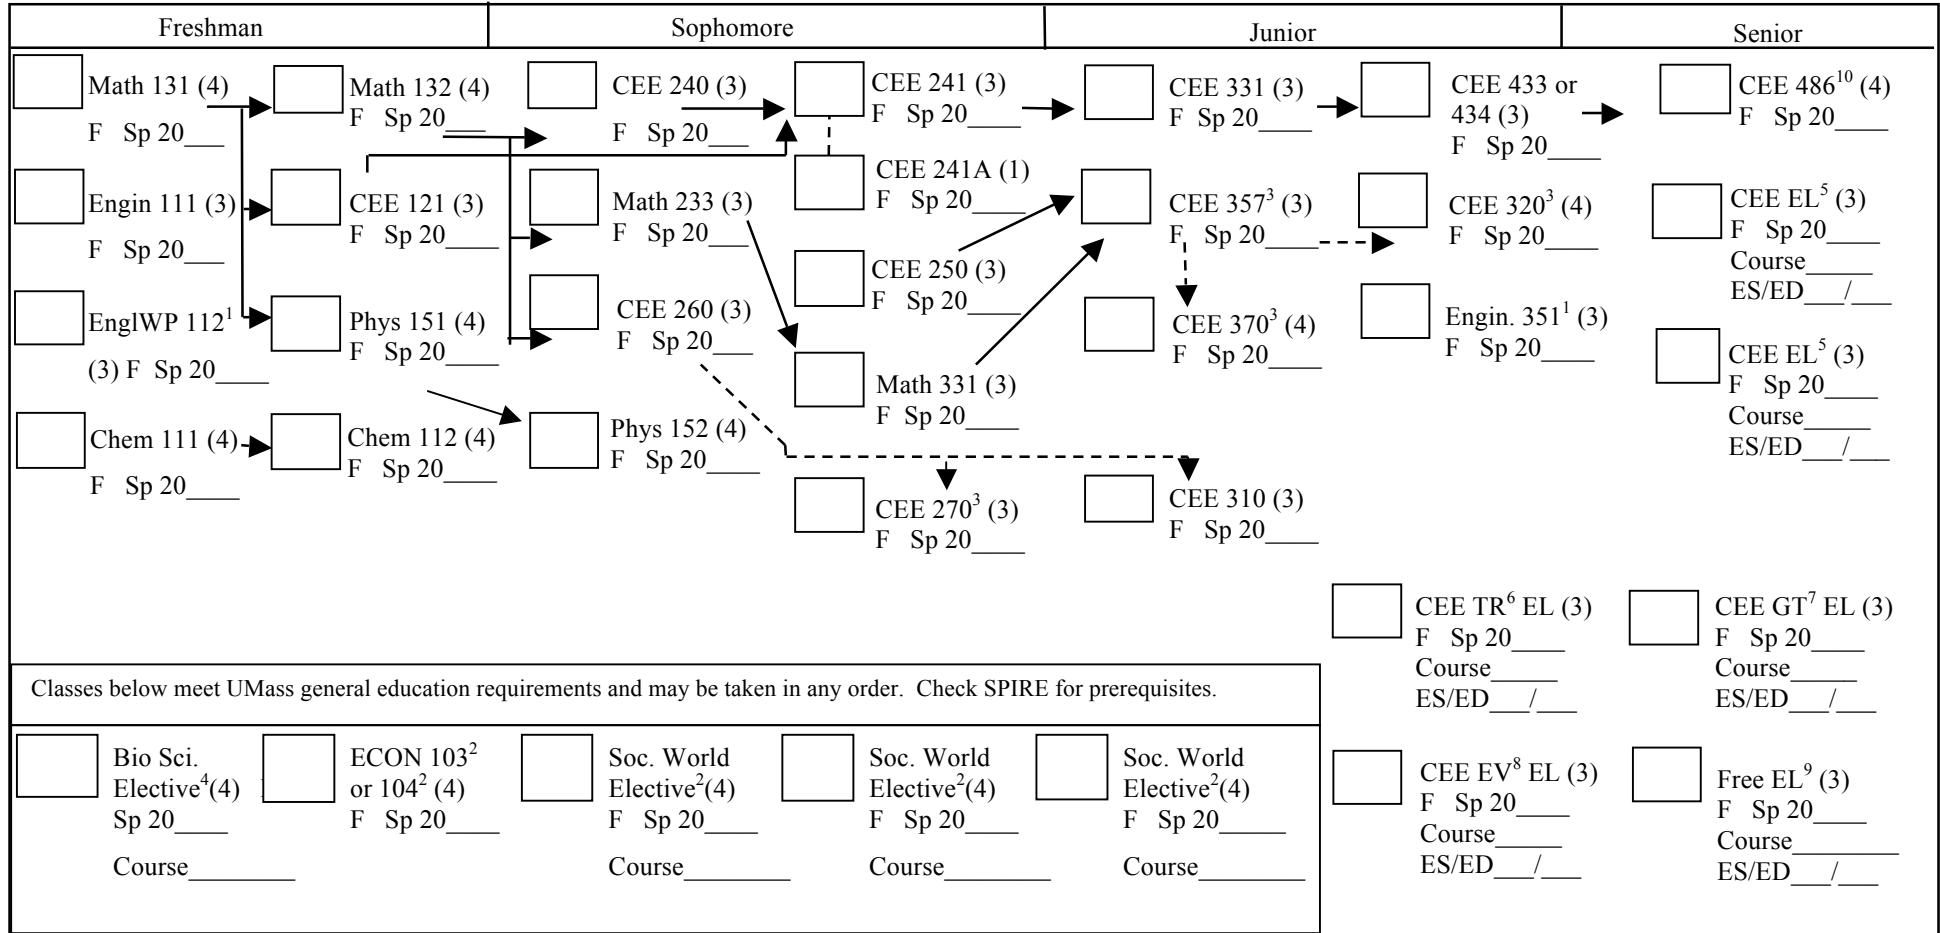 Freshman
Sophomore
Junior
Senior
Math 131 (4)
F Sp 20___
Engin 111 (3)
F Sp 20___
EnglWP 112¹
(3) F Sp 20____
Chem 111 (4)
F Sp 20____
Math 132 (4)
F Sp 20___
CEE 121 (3)
F Sp 20____
Phys 151 (4)
F Sp 20____
Chem 112 (4)
F Sp 20____
CEE 240 (3)
F Sp 20___
Math 233 (3)
F Sp 20___
CEE 260 (3)
F Sp 20___
Phys 152 (4)
F Sp 20____
CEE 241 (3)
F Sp 20____
CEE 241A (1)
F Sp 20____
CEE 250 (3)
F Sp 20____
Math 331 (3)
F Sp 20____
CEE 270³ (3)
F Sp 20____
CEE 331 (3)
F Sp 20____
CEE 357³ (3)
F Sp 20____
CEE 370³ (4)
F Sp 20____
CEE 310 (3)
F Sp 20____
CEE 433 or
434 (3)
F Sp 20____
CEE 320³ (4)
F Sp 20____
Engin. 351¹ (3)
F Sp 20____
CEE 486¹⁰ (4)
F Sp 20____
CEE EL⁵ (3)
F Sp 20____
Course_____
ES/ED___/___
CEE EL⁵ (3)
F Sp 20____
Course_____
ES/ED___/___
CEE TR⁶ EL (3)
F Sp 20____
Course_____
ES/ED___/___
CEE GT⁷ EL (3)
F Sp 20____
Course_____
ES/ED___/___
CEE EV⁸ EL (3)
F Sp 20____
Course_____
ES/ED___/___
Free EL⁹ (3)
F Sp 20____
Course________
ES/ED___/___
Classes below meet UMass general education requirements and may be taken in any order. Check SPIRE for prerequisites.
Bio Sci.
Elective⁴(4)
Sp 20____
Course________
ECON 103²
or 104² (4)
F Sp 20____
Soc. World
Elective²(4)
F Sp 20____
Course________
Soc. World
Elective²(4)
F Sp 20____
Course________
Soc. World
Elective²(4)
F Sp 20____
Course________